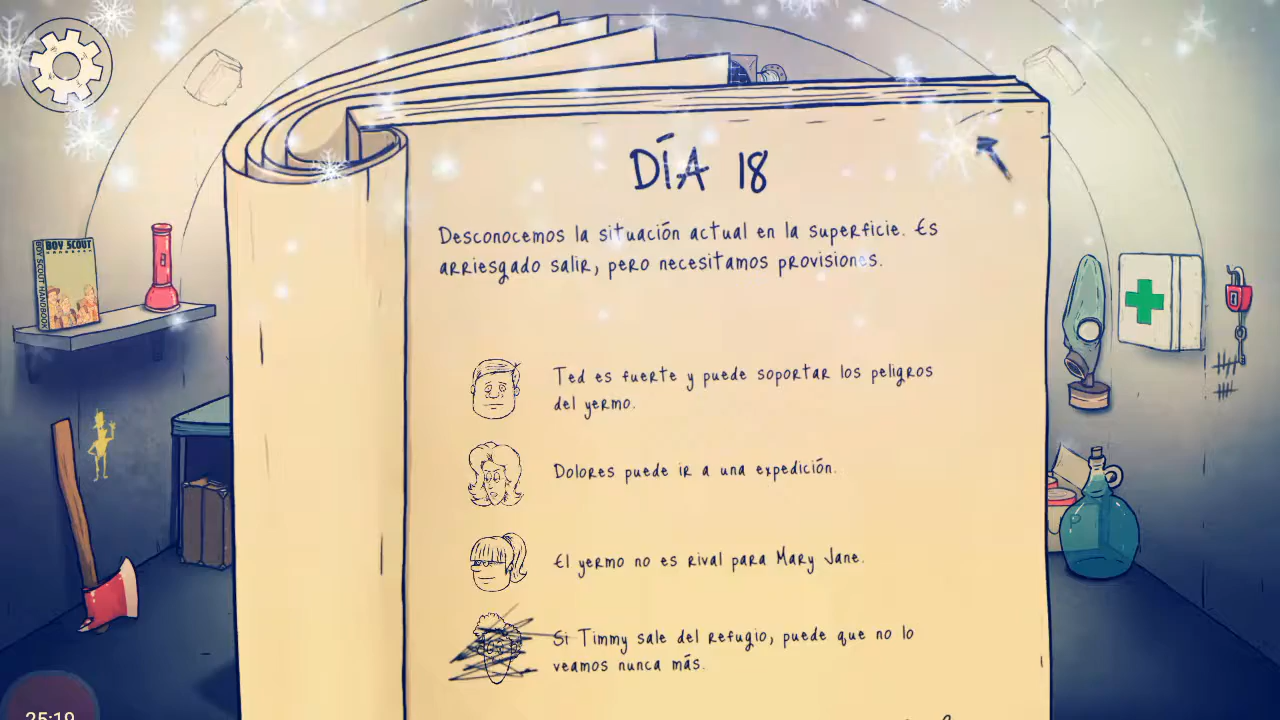 DÍA 18
Desconocemos la situación actual en la superficie. Es
arriesgado salir, pero necesitamos provisiones.
BOY SCOUT
BOY SCOUT HANDBOOK
Ted es fuerte y puede soportar los peligros
del yermo.
Dolores puede ir a una expedición.
El yermo no es rival para Mary Jane.
Si Timmy sale del refugio, puede que no lo
veamos nunca más.
25:19